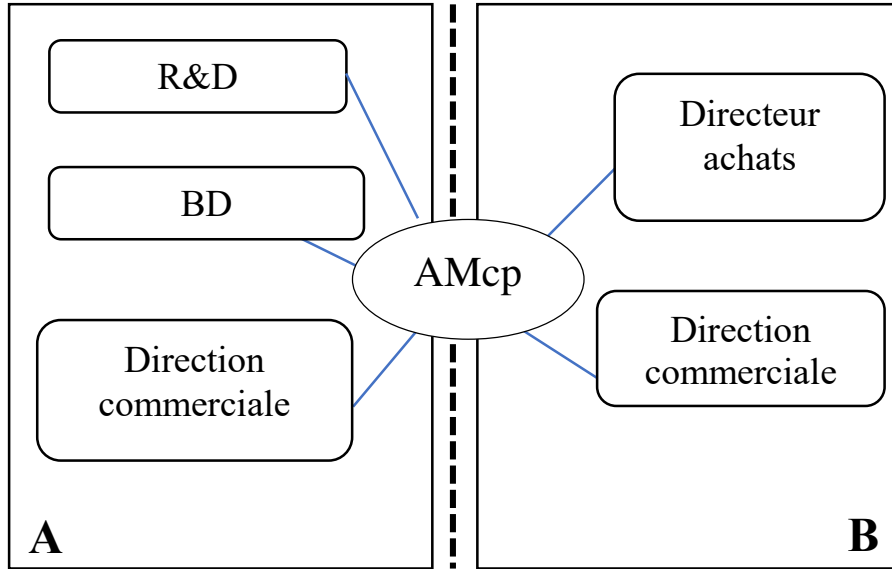 R&D
BD
Direction
commerciale
A
AMcp
Directeur
achats
Direction
commerciale
B